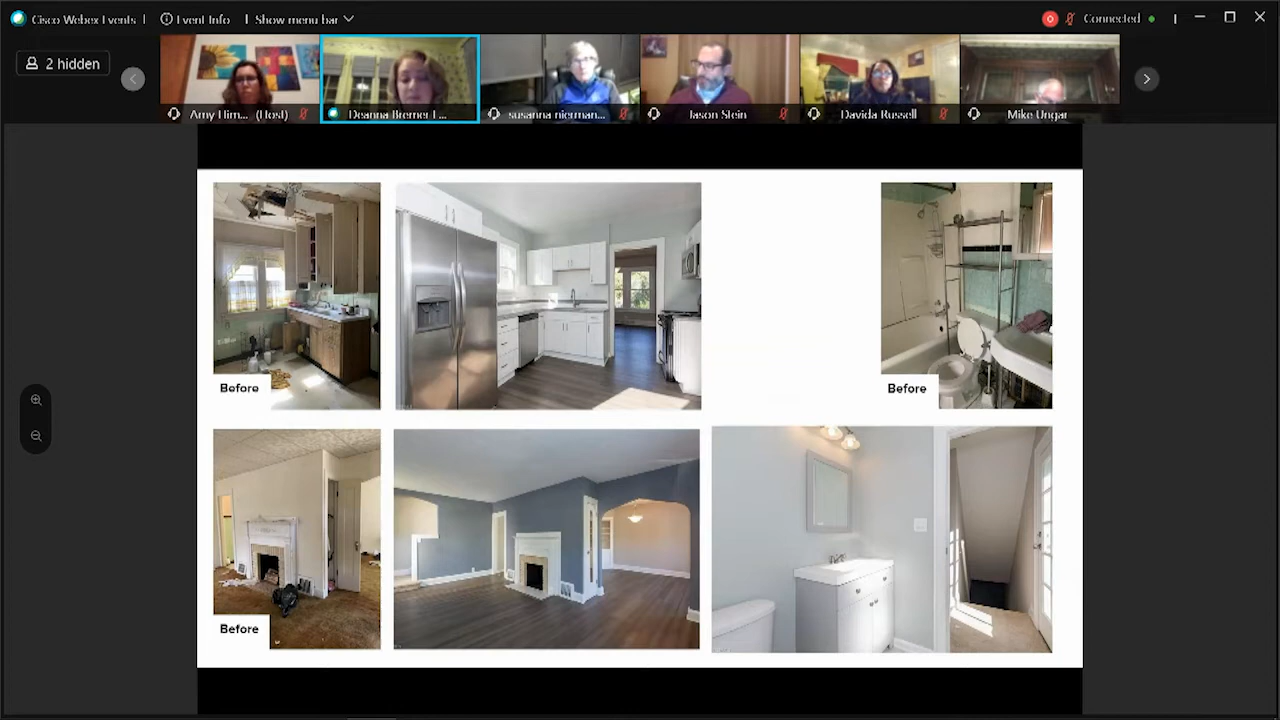 Cisco Webex Events | Event Info | Show menu bar
Connected
2 hidden
Amy Him... (Host)
Deanna Bremer F...
susanna nierman...
Jason Stein
Davida Russell
Mike Ungar
Before
Before
Before